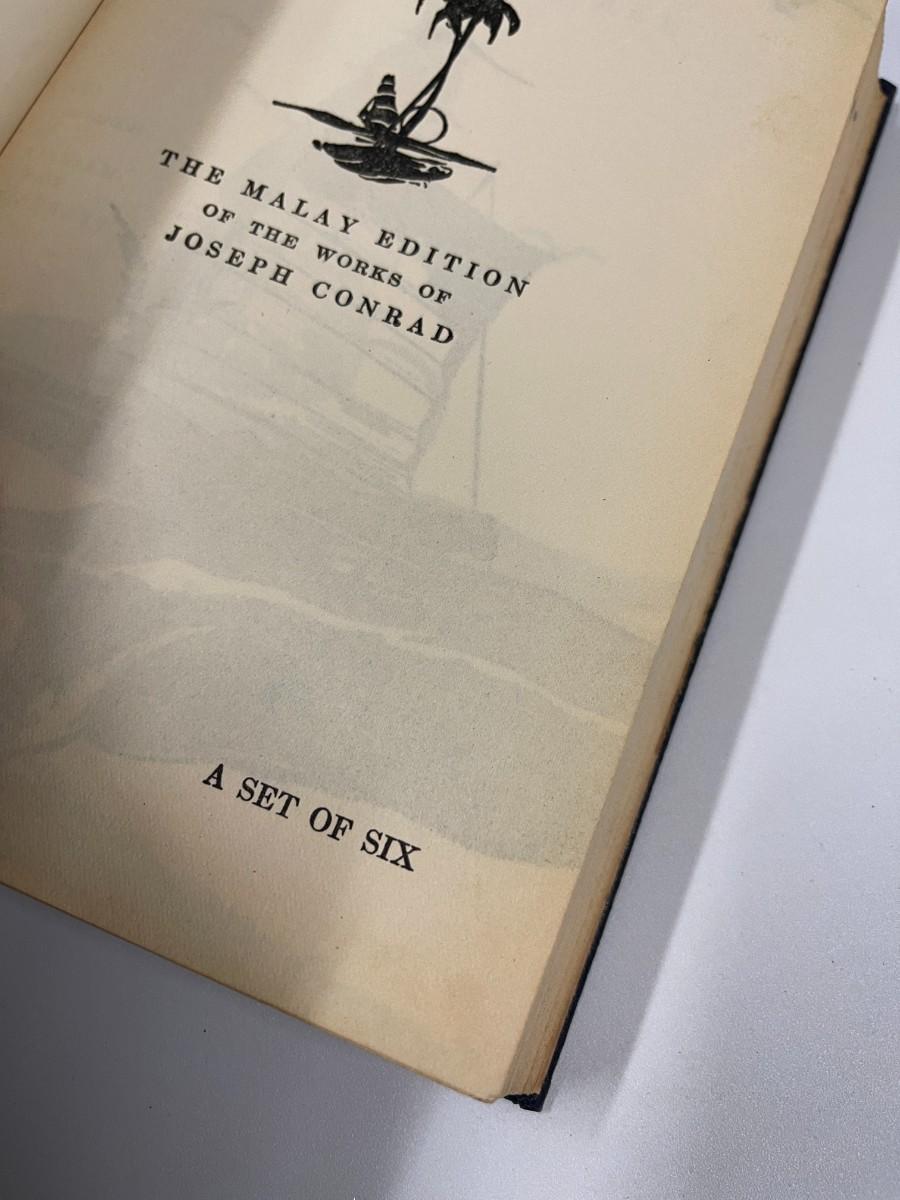 THE MALAY EDITION
OF THE WORKS OF
JOSEPH CONRAD
A SET OF SIX